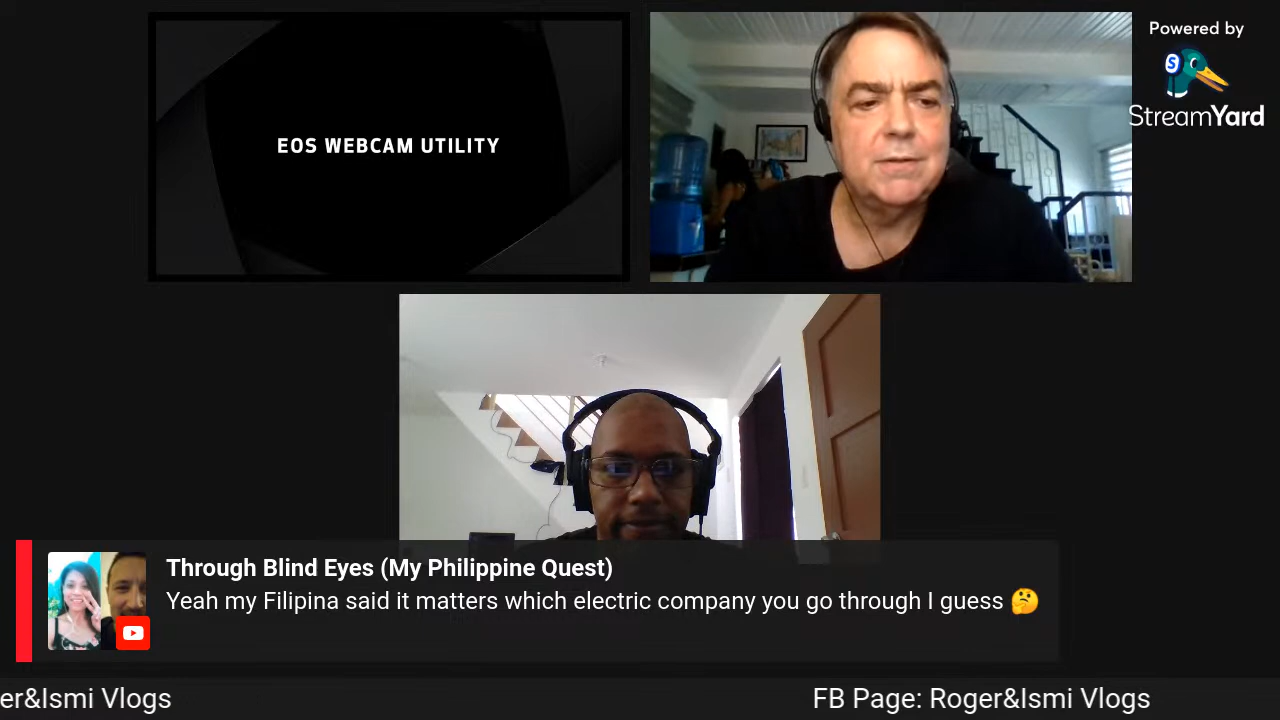 EOS WEBCAM UTILITY
Powered by
S
StreamYard
Through Blind Eyes (My Philippine Quest)
Yeah my Filipina said it matters which electric company you go through I guess 🤔
er&Ismi Vlogs
FB Page: Roger&Ismi Vlogs